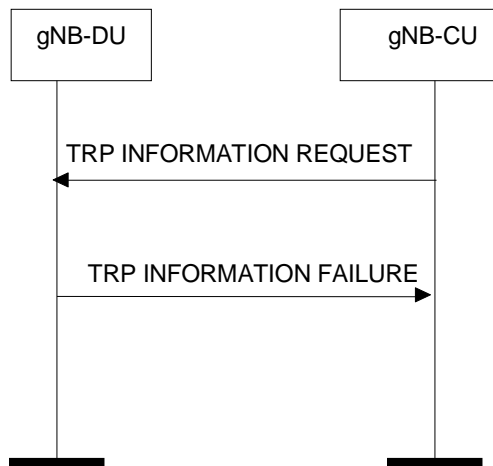 gNB-DU
gNB-CU
TRP INFORMATION REQUEST
TRP INFORMATION FAILURE